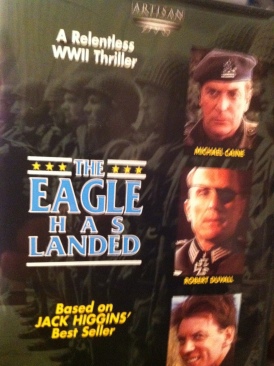 ARTISAN
A Relentless
WWII Thriller
MICHAEL CAINE
THE
EAGLE
HAS
LANDED
ROBERT DUVALL
Based on
JACK HIGGINS'
Best Seller